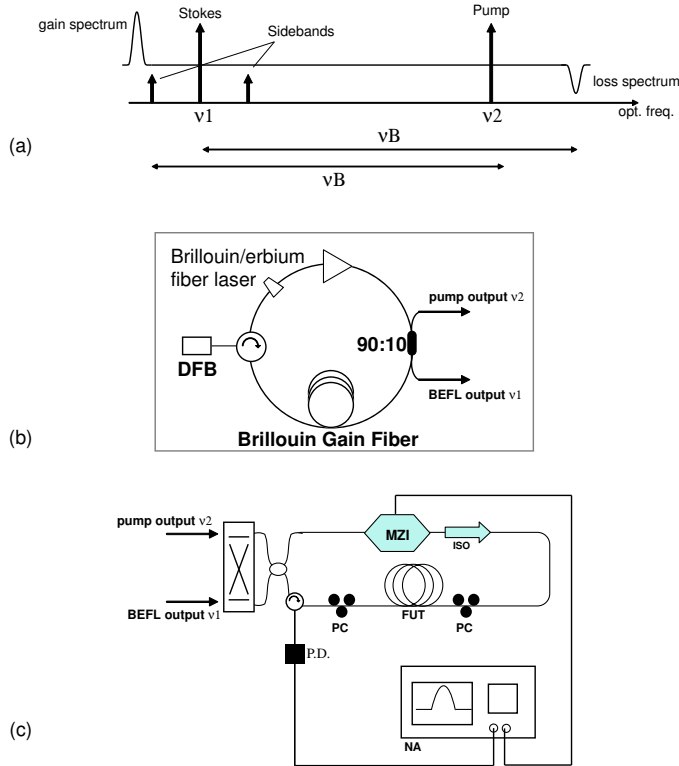 Stokes
Pump
gain spectrum
Sidebands
loss spectrum
ν1
ν2
opt. freq.
(a)
νB
νB
Brillouin/erbium
fiber laser
pump output ν2
90:10
DFB
BEFL output ν1
Brillouin Gain Fiber
(b)
pump output ν2
MZI
ISO
BEFL output ν1
PC
FUT
PC
P.D.
NA
(c)